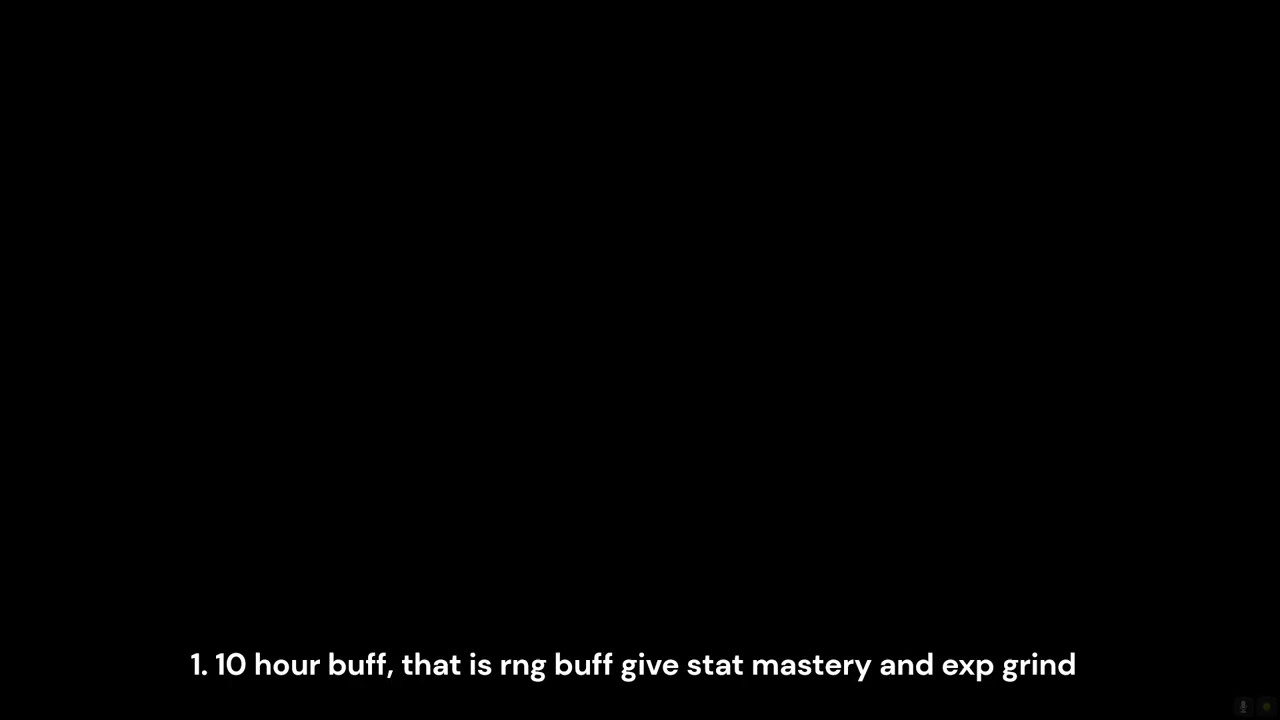 1. 10 hour buff, that is rng buff give stat mastery and exp grind